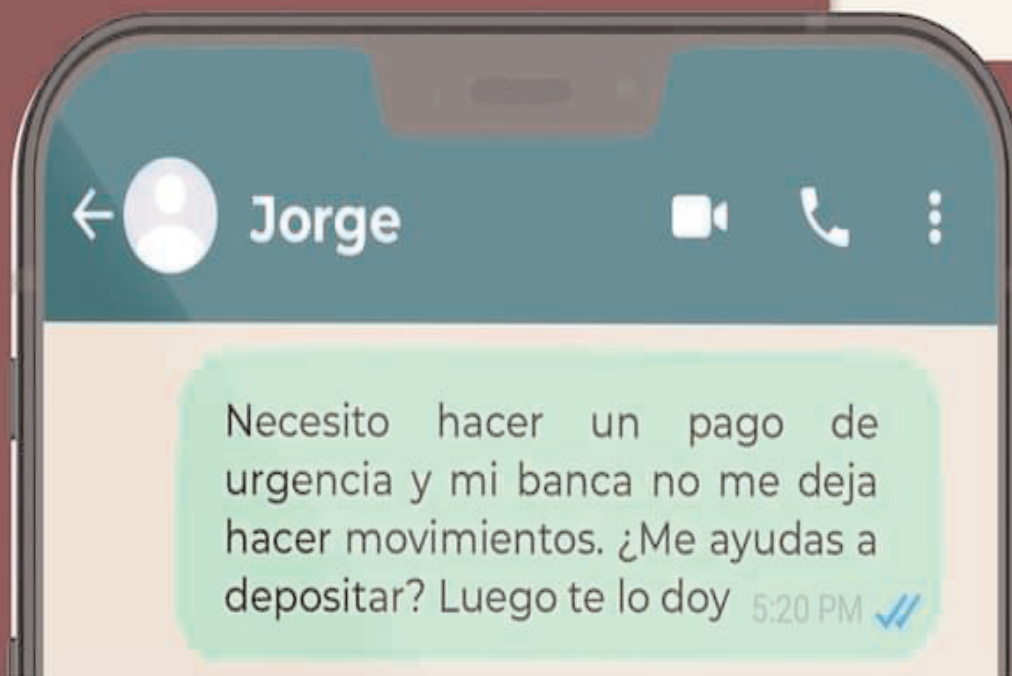 Jorge
Necesito hacer un pago de
urgencia y mi banca no me deja
hacer movimientos. ¿Me ayudas a
depositar? Luego te lo doy 5:20 PM